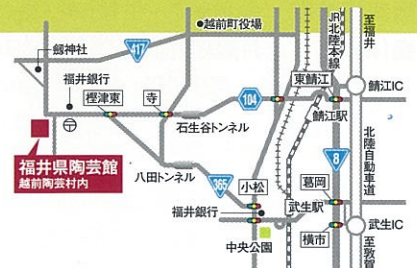 越前町役場
至福井
JR北陸本線
劔神社
417
東鯖江
鯖江IC
福井銀行
樫津東
寺
104
石生谷トンネル
鯖江駅
北陸自動車道
福井県陶芸館
越前陶芸村内
八田トンネル
365
8
小松
葛岡
福井銀行
武生駅
武生IC
中央公園
横市
至敦賀